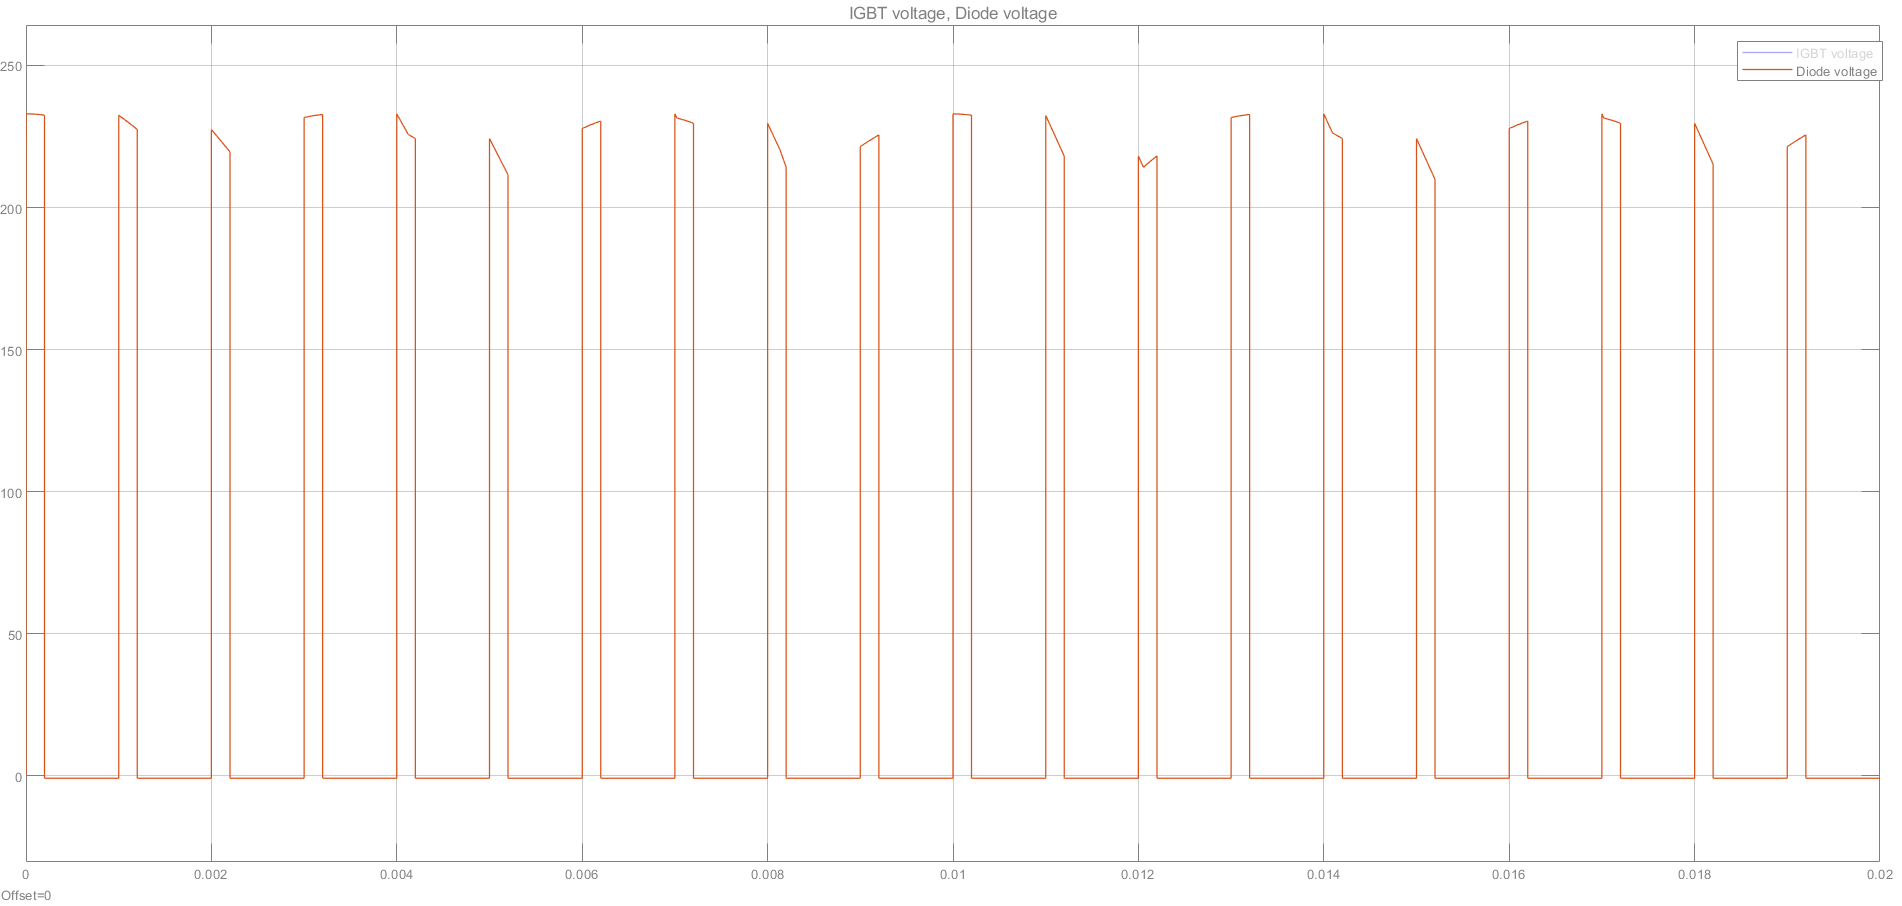 IGBT voltage, Diode voltage
IGBT voltage
Diode voltage
250
200
150
100
50
0
0 0.002 0.004 0.006 0.008 0.01 0.012 0.014 0.016 0.018 0.02
Offset=0